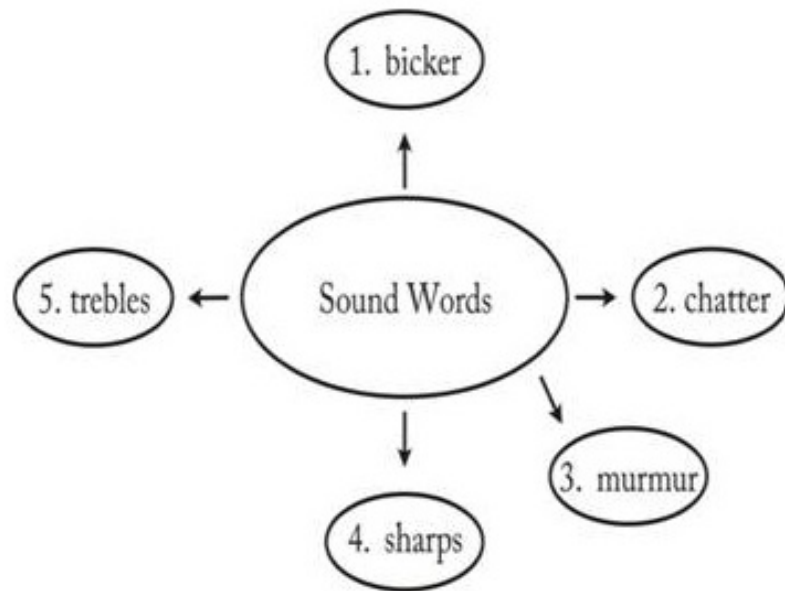 1. bicker
5. trebles
Sound Words
2. chatter
3. murmur
4. sharps